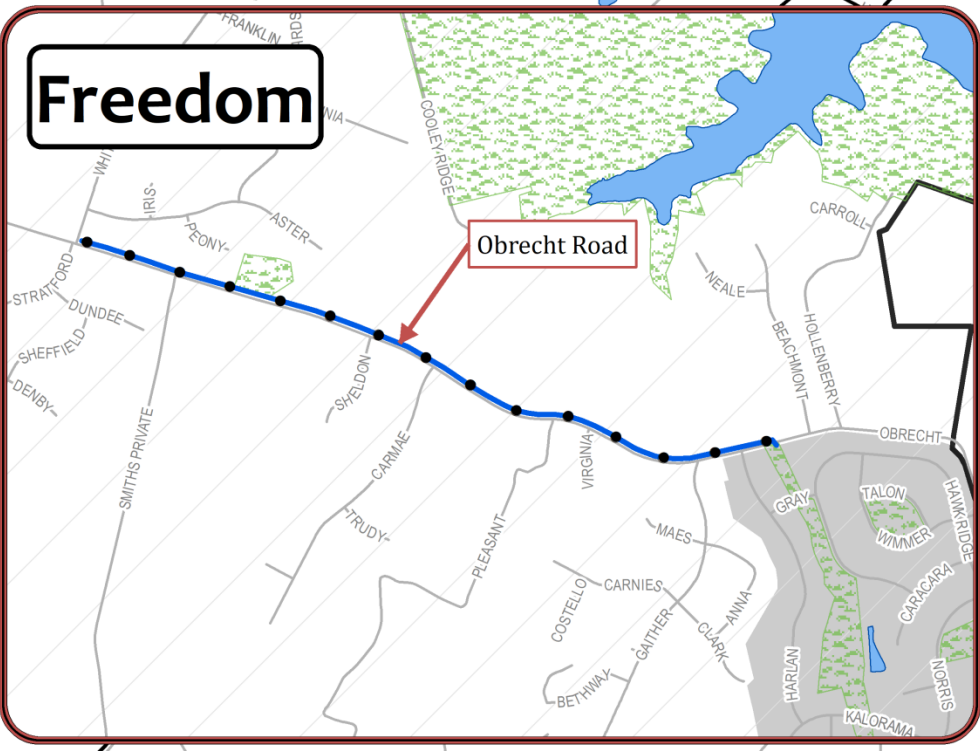 FRANKLIN
Freedom
COOLEY RIDGE
IRIS
PEONY
ASTER
CARROLL
Obrecht Road
STRATFORD
DUNDEE
SHEFFIELD
DENBY
NEALE
BEACHMONT
HOLLENBERRY
SHELDON
SMITHS PRIVATE
CARMAE
VIRGINIA
OBRECHT
TRUDY
PLEASANT
MAES
GRAY
TALON
WIMMER
HAWK RIDGE
CARNIES
COSTELLO
ANNA
CLARK
GAITHER
CARACARA
BETHWAY
HARLAN
NORRIS
KALORAMA